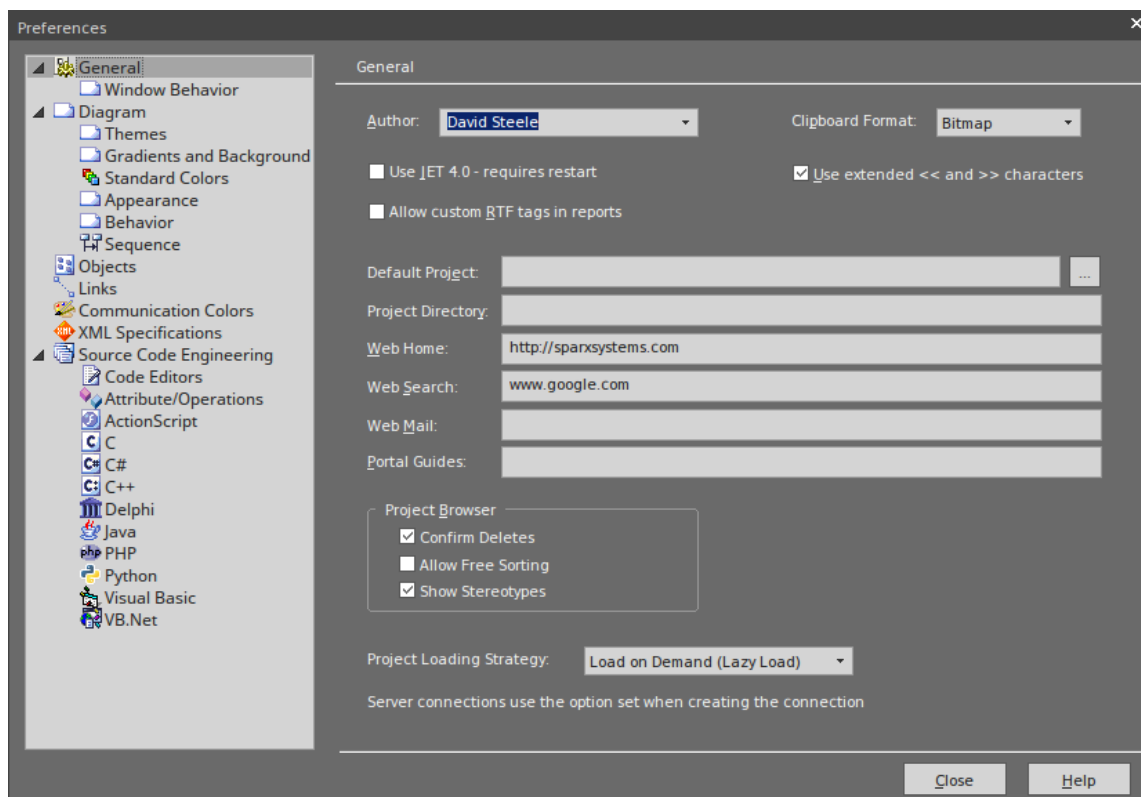 Preferences
General
Window Behavior
Diagram
Themes
Gradients and Background
Standard Colors
Appearance
Behavior
Sequence
Objects
Links
Communication Colors
XML Specifications
Source Code Engineering
Code Editors
Attribute/Operations
ActionScript
C
C#
C++
Delphi
Java
PHP
Python
Visual Basic
VB.Net
General
Author: David Steele Clipboard Format: Bitmap
Use JET 4.0 - requires restart Use extended << and >> characters
Allow custom RTF tags in reports
Default Project: ...
Project Directory:
Web Home: http://sparxsystems.com
Web Search: www.google.com
Web Mail:
Portal Guides:
Project Browser
Confirm Deletes
Allow Free Sorting
Show Stereotypes
Project Loading Strategy: Load on Demand (Lazy Load)
Server connections use the option set when creating the connection
Close Help